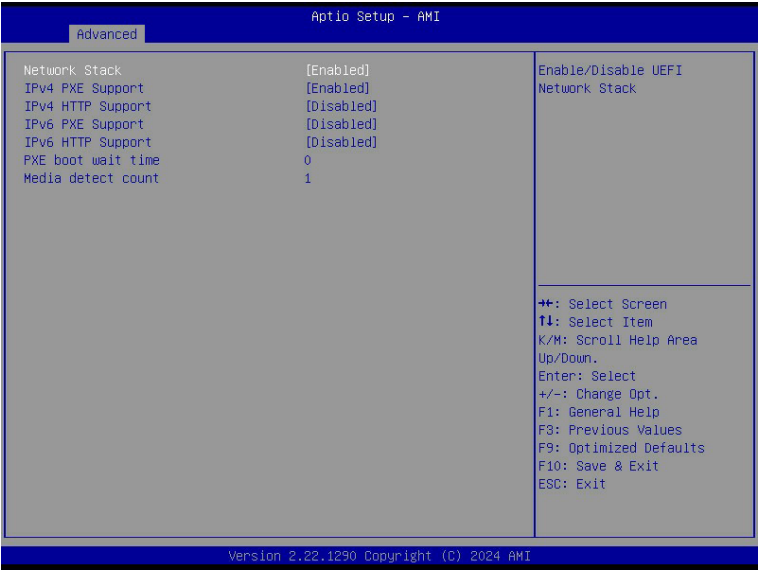 Aptio Setup – AMI
Advanced
Network Stack [Enabled]
IPv4 PXE Support [Enabled]
IPv4 HTTP Support [Disabled]
IPv6 PXE Support [Disabled]
IPv6 HTTP Support [Disabled]
PXE boot wait time 0
Media detect count 1
Enable/Disable UEFI
Network Stack
→←: Select Screen
↑↓: Select Item
K/M: Scroll Help Area
Up/Down.
Enter: Select
+/-: Change Opt.
F1: General Help
F3: Previous Values
F9: Optimized Defaults
F10: Save & Exit
ESC: Exit
Version 2.22.1290 Copyright (C) 2024 AMI